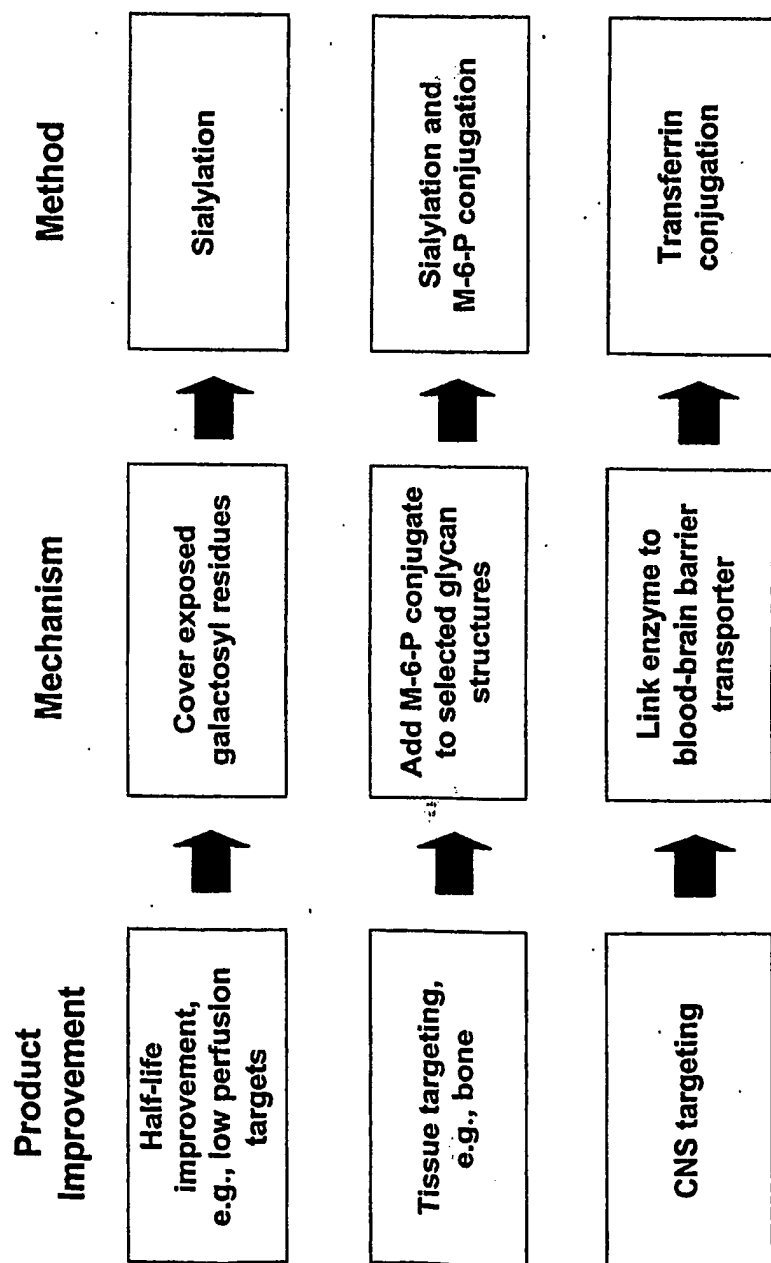 Product
Improvement
Mechanism
Method
Half-life
improvement,
e.g., low perfusion
targets
Cover exposed
galactosyl residues
Sialylation
Tissue targeting,
e.g., bone
Add M-6-P conjugate
to selected glycan
structures
Sialylation and
M-6-P conjugation
CNS targeting
Link enzyme to
blood-brain barrier
transporter
Transferrin
conjugation